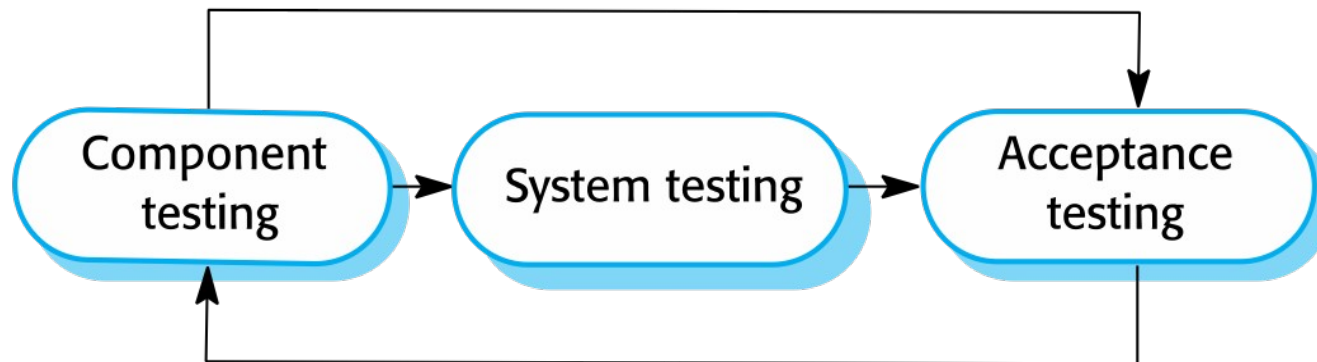 Component
testing
System testing
Acceptance
testing